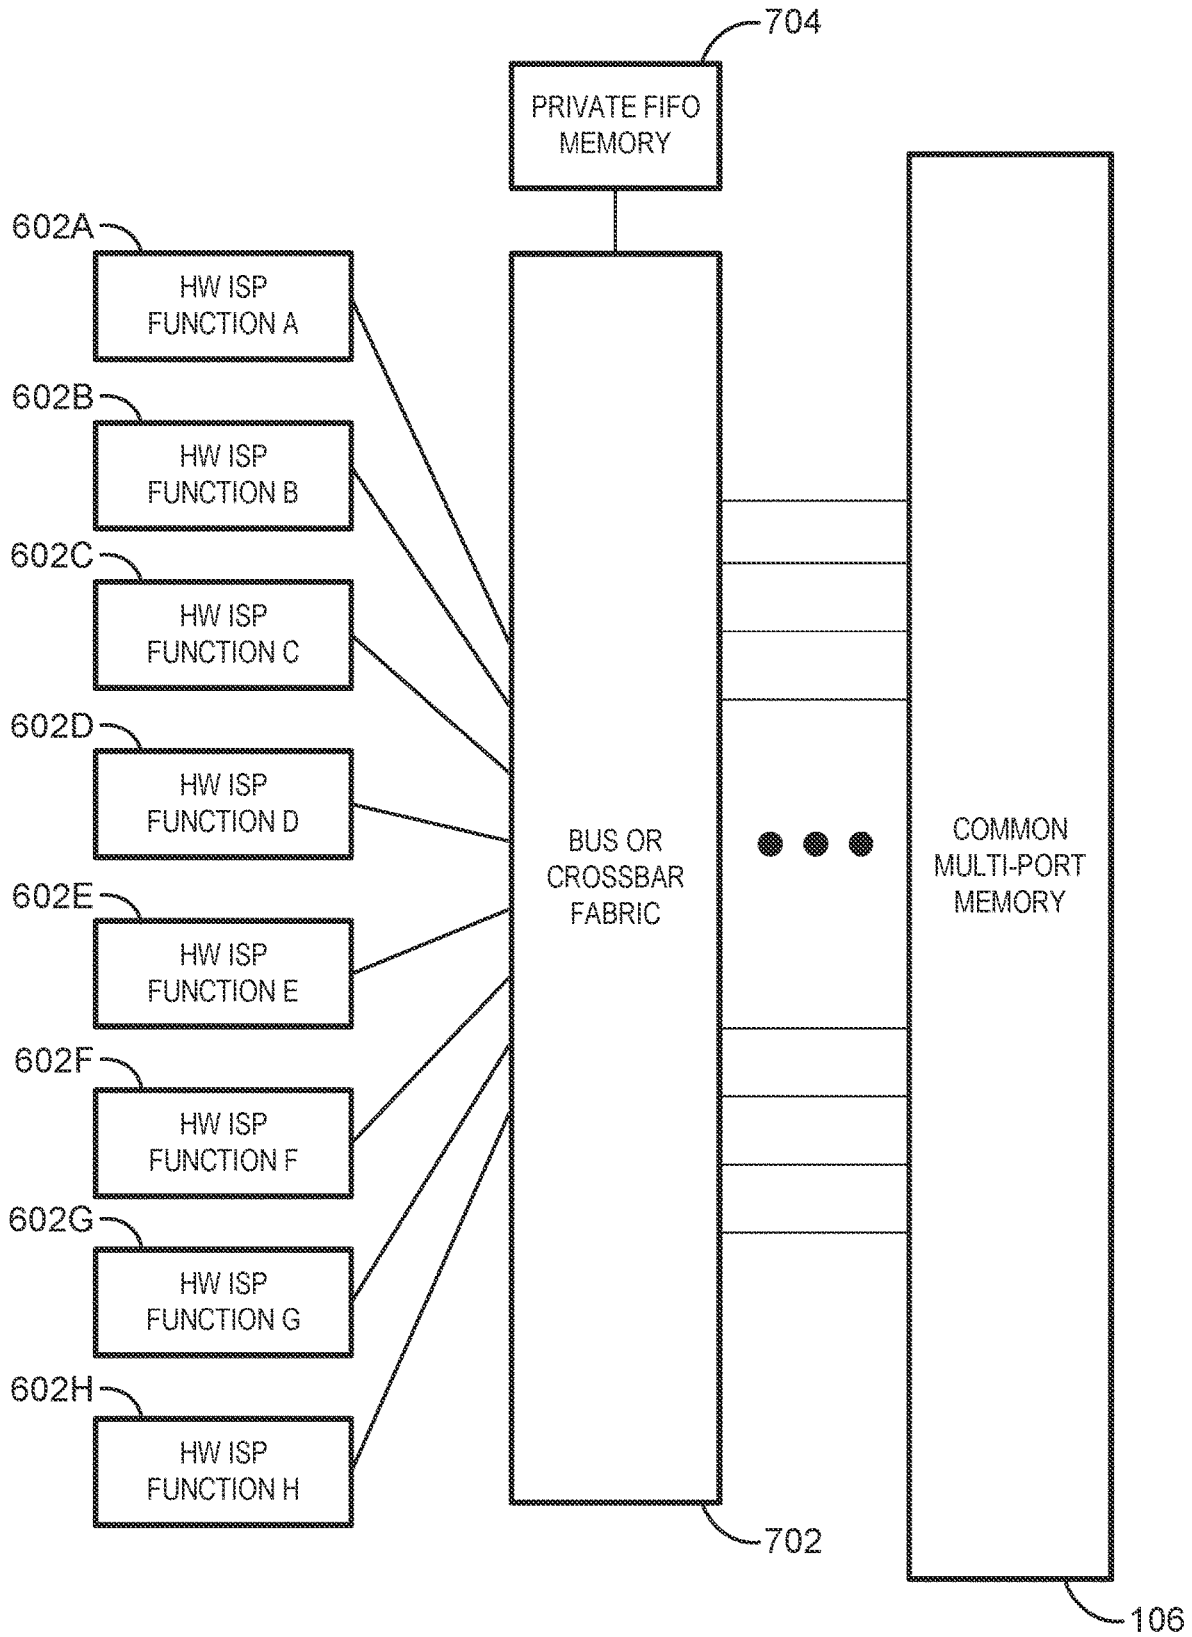 704
PRIVATE FIFO
MEMORY
602A
HW ISP
FUNCTION A
602B
HW ISP
FUNCTION B
602C
HW ISP
FUNCTION C
602D
HW ISP
FUNCTION D
602E
HW ISP
FUNCTION E
602F
HW ISP
FUNCTION F
602G
HW ISP
FUNCTION G
602H
HW ISP
FUNCTION H
BUS OR
CROSSBAR
FABRIC
702
COMMON
MULTI-PORT
MEMORY
106